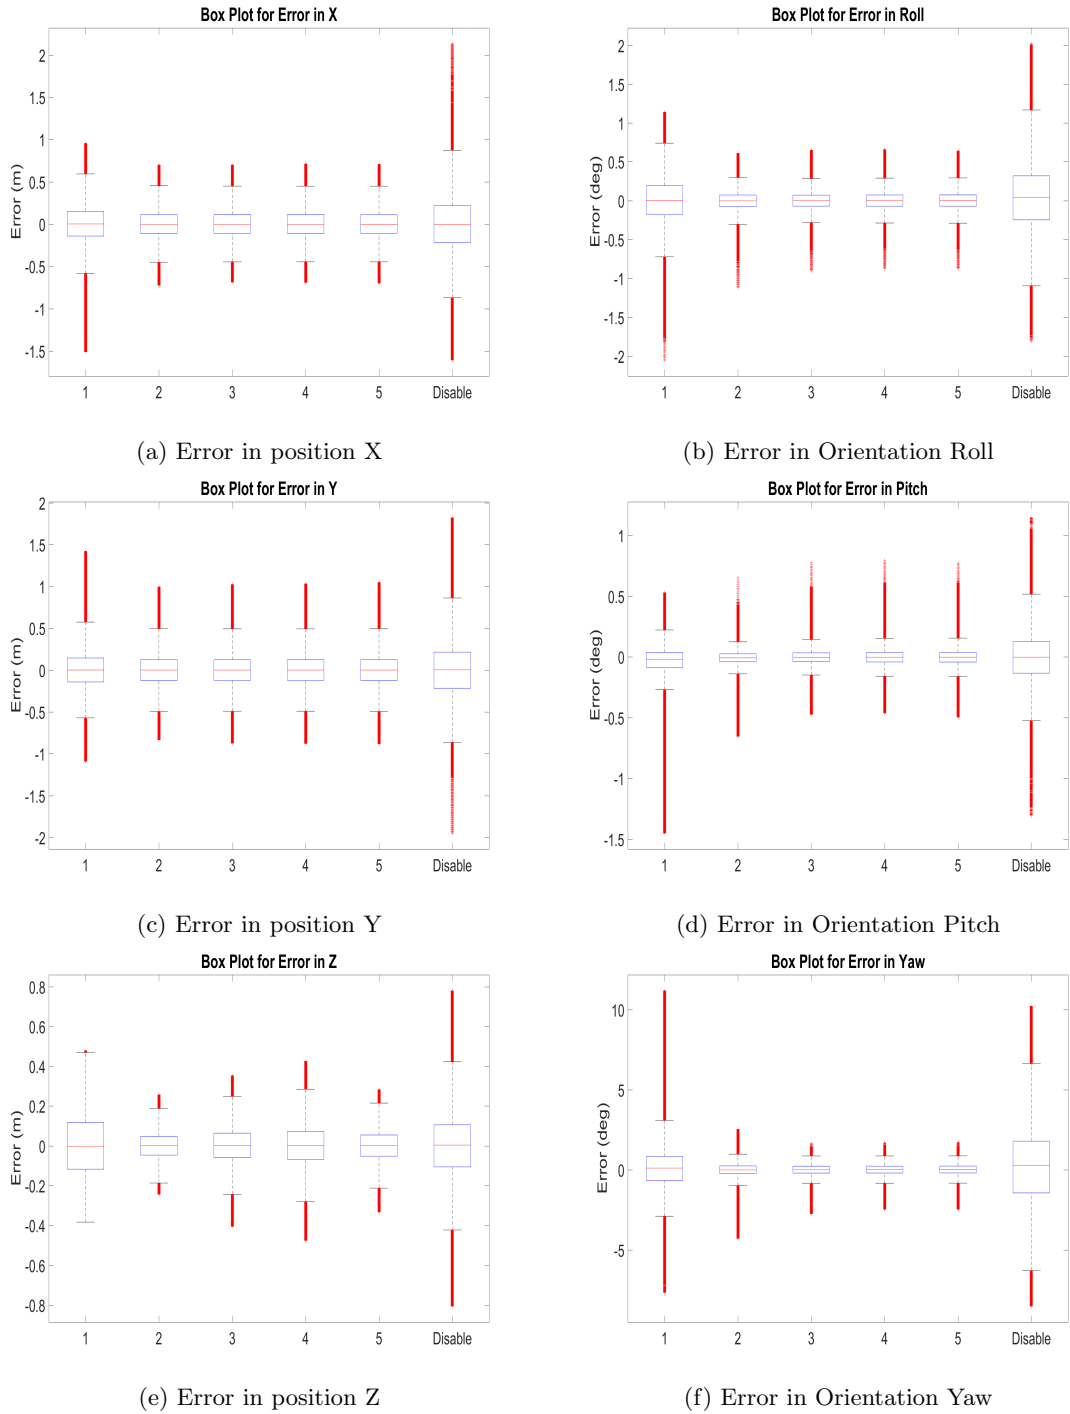 Box Plot for Error in X
Error (m)
2
1.5
1
0.5
0
-0.5
-1
-1.5
1 2 3 4 5 Disable
(a) Error in position X
Box Plot for Error in Roll
Error (deg)
2
1.5
1
0.5
0
-0.5
-1
-1.5
-2
1 2 3 4 5 Disable
(b) Error in Orientation Roll
Box Plot for Error in Y
Error (m)
2
1.5
1
0.5
0
-0.5
-1
-1.5
-2
1 2 3 4 5 Disable
(c) Error in position Y
Box Plot for Error in Pitch
Error (deg)
1
0.5
0
-0.5
-1
-1.5
1 2 3 4 5 Disable
(d) Error in Orientation Pitch
Box Plot for Error in Z
Error (m)
0.8
0.6
0.4
0.2
0
-0.2
-0.4
-0.6
-0.8
1 2 3 4 5 Disable
(e) Error in position Z
Box Plot for Error in Yaw
Error (deg)
10
5
0
-5
1 2 3 4 5 Disable
(f) Error in Orientation Yaw